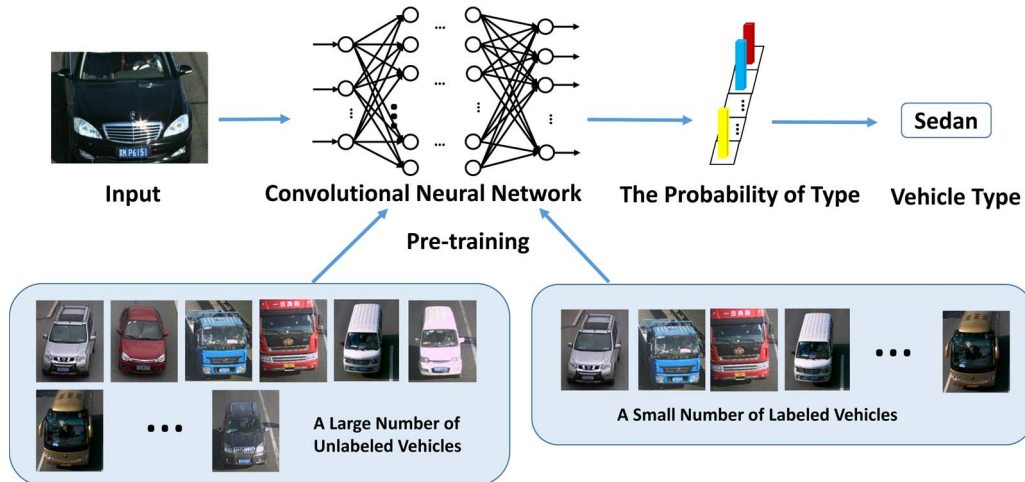 Input
Convolutional Neural Network
The Probability of Type
Sedan
Vehicle Type
Pre-training
A Large Number of
Unlabeled Vehicles
A Small Number of Labeled Vehicles